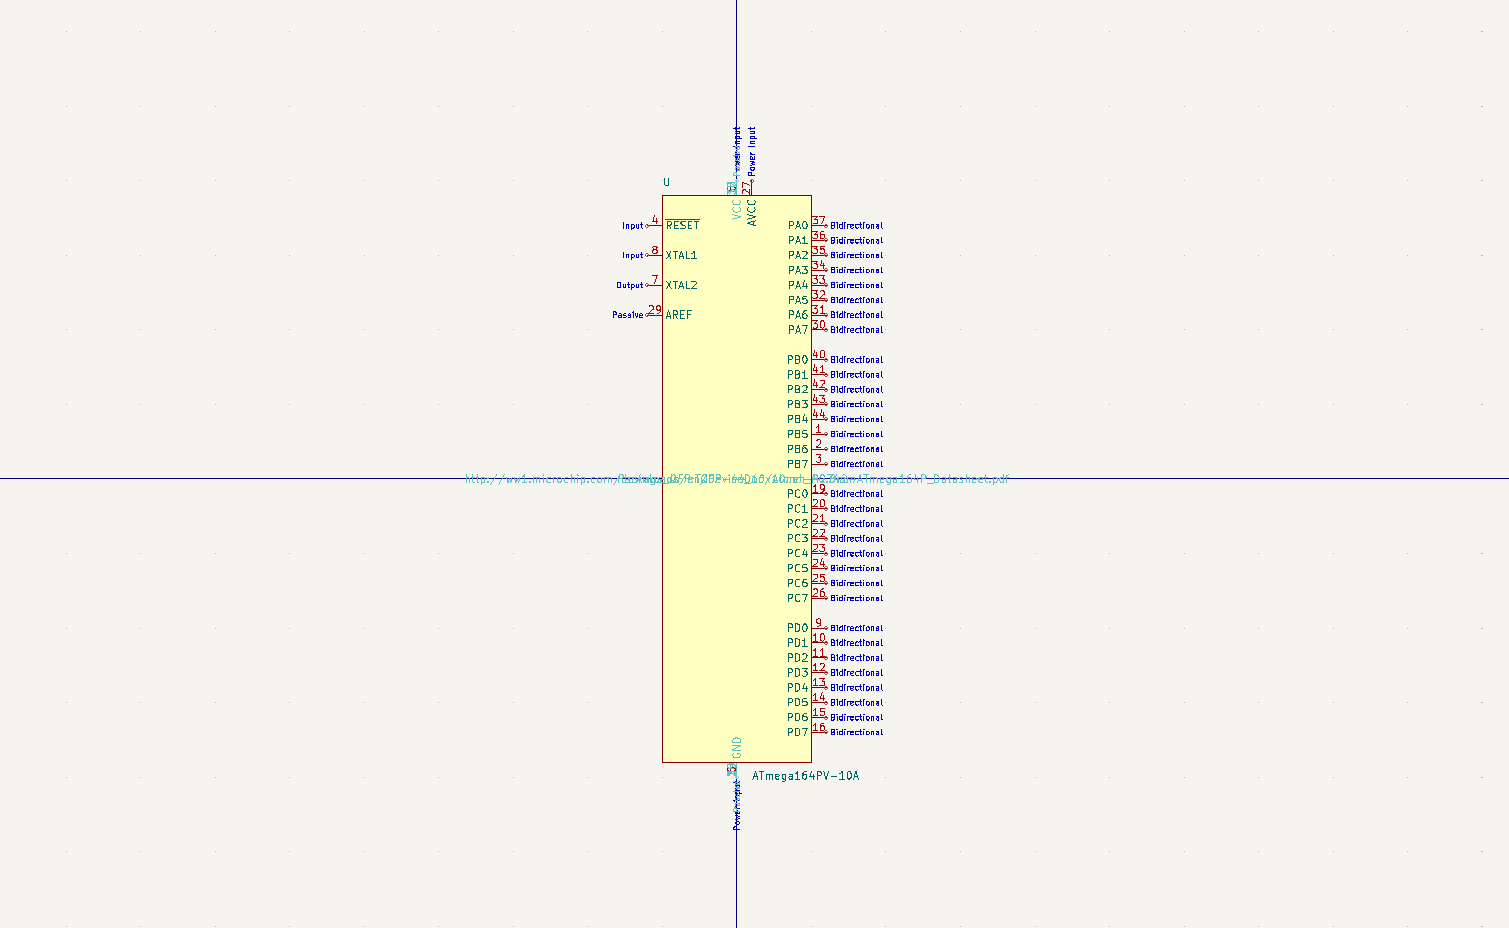 Power Input
U
27
VCC
AVCC
Input 4 RESET
37 PA0 Bidirectional
36 PA1 Bidirectional
Input 8 XTAL1
35 PA2 Bidirectional
34 PA3 Bidirectional
Output 7 XTAL2
33 PA4 Bidirectional
32 PA5 Bidirectional
Passive 29 AREF
31 PA6 Bidirectional
30 PA7 Bidirectional
40 PB0 Bidirectional
41 PB1 Bidirectional
42 PB2 Bidirectional
43 PB3 Bidirectional
44 PB4 Bidirectional
1 PB5 Bidirectional
2 PB6 Bidirectional
3 PB7 Bidirectional
19 PC0 Bidirectional
20 PC1 Bidirectional
21 PC2 Bidirectional
22 PC3 Bidirectional
23 PC4 Bidirectional
24 PC5 Bidirectional
25 PC6 Bidirectional
26 PC7 Bidirectional
9 PD0 Bidirectional
10 PD1 Bidirectional
11 PD2 Bidirectional
12 PD3 Bidirectional
13 PD4 Bidirectional
14 PD5 Bidirectional
15 PD6 Bidirectional
16 PD7 Bidirectional
GND
ATmega164PV-10A
Power Input